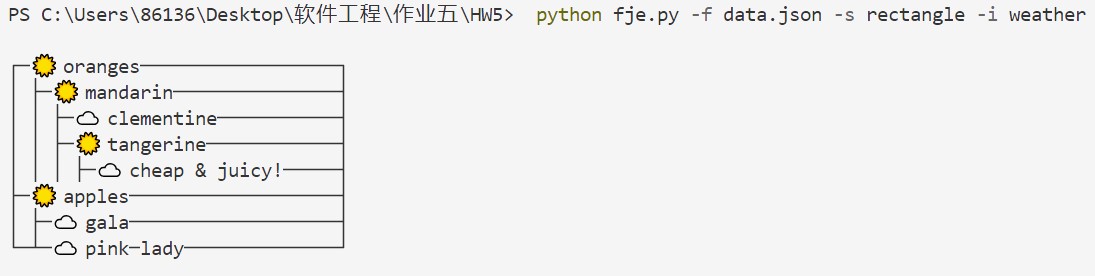 PS C:\Users\86136\Desktop\软件工程\作业五\HW5> python fje.py -f data.json -s rectangle -i weather
oranges
mandarin
clementine
tangerine
cheap & juicy!
apples
gala
pink-lady